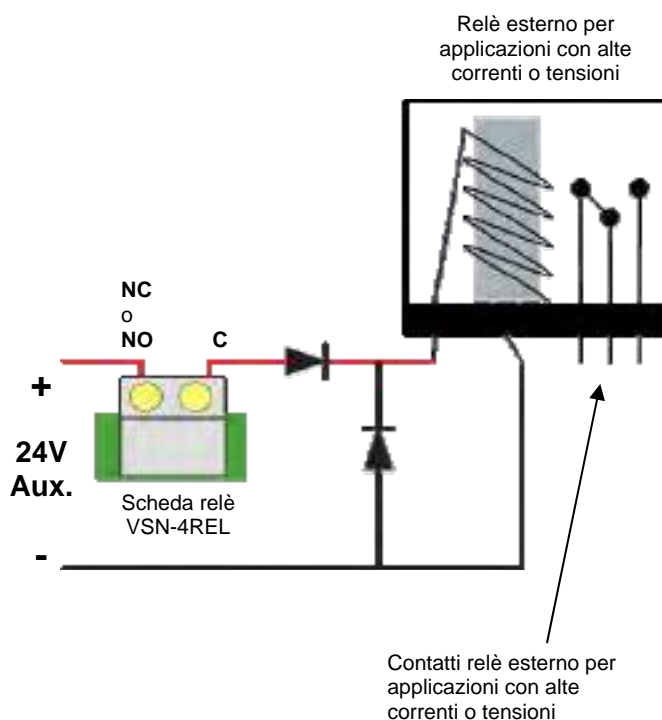 Relè esterno per
applicazioni con alte
correnti o tensioni
NC
o
NO
C
+
24V
Aux.
-
Scheda relè
VSN-4REL
Contatti relè esterno per
applicazioni con alte
correnti o tensioni